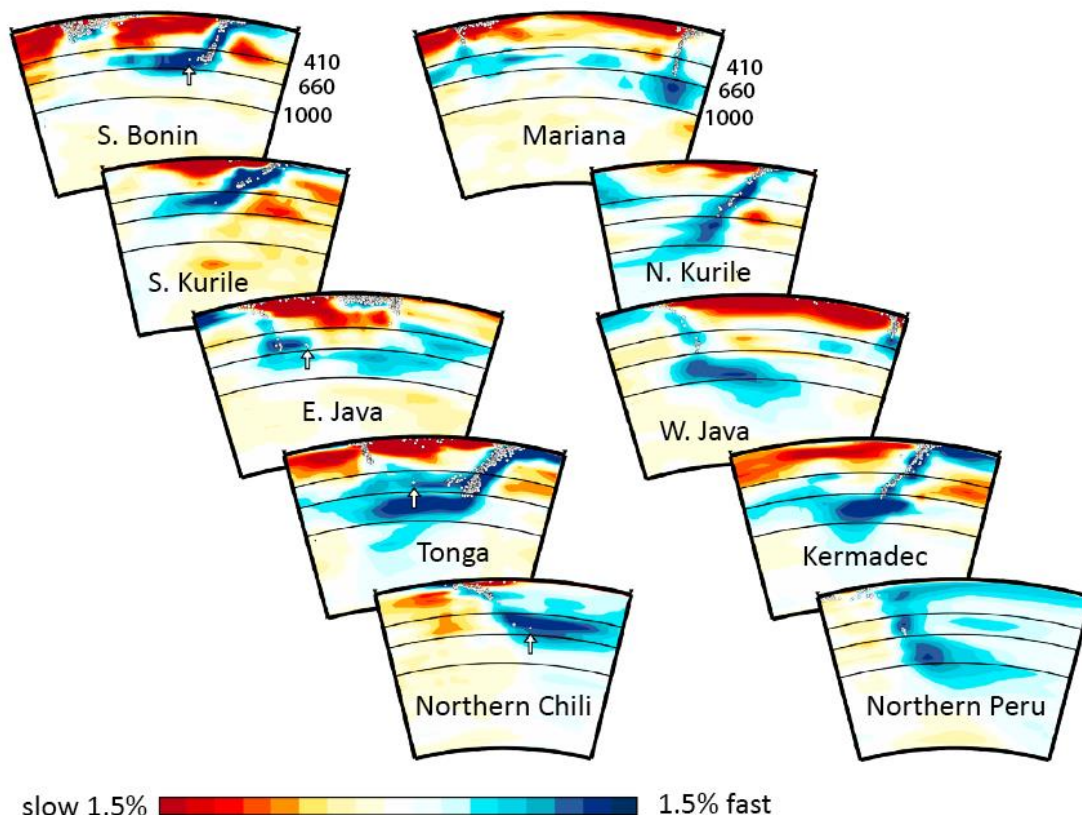 410
660
1000
S. Bonin
410
660
1000
Mariana
S. Kurile
N. Kurile
E. Java
W. Java
Tonga
Kermadec
Northern Chili
Northern Peru
slow 1.5%
1.5% fast